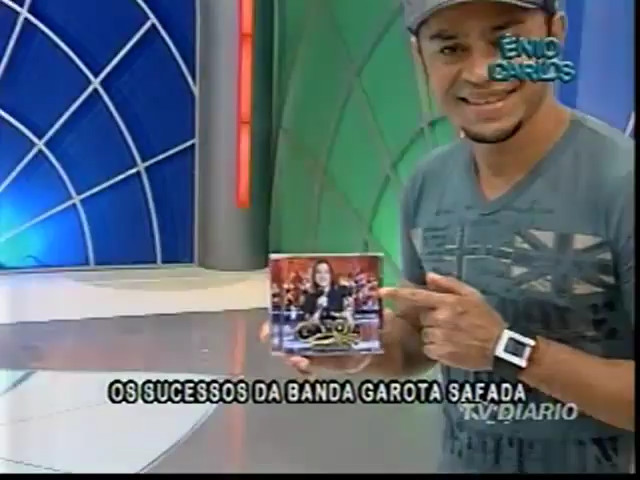 ÊNIO
CARLOS
OS SUCESSOS DA BANDA GAROTA SAFADA
TV DIÁRIO